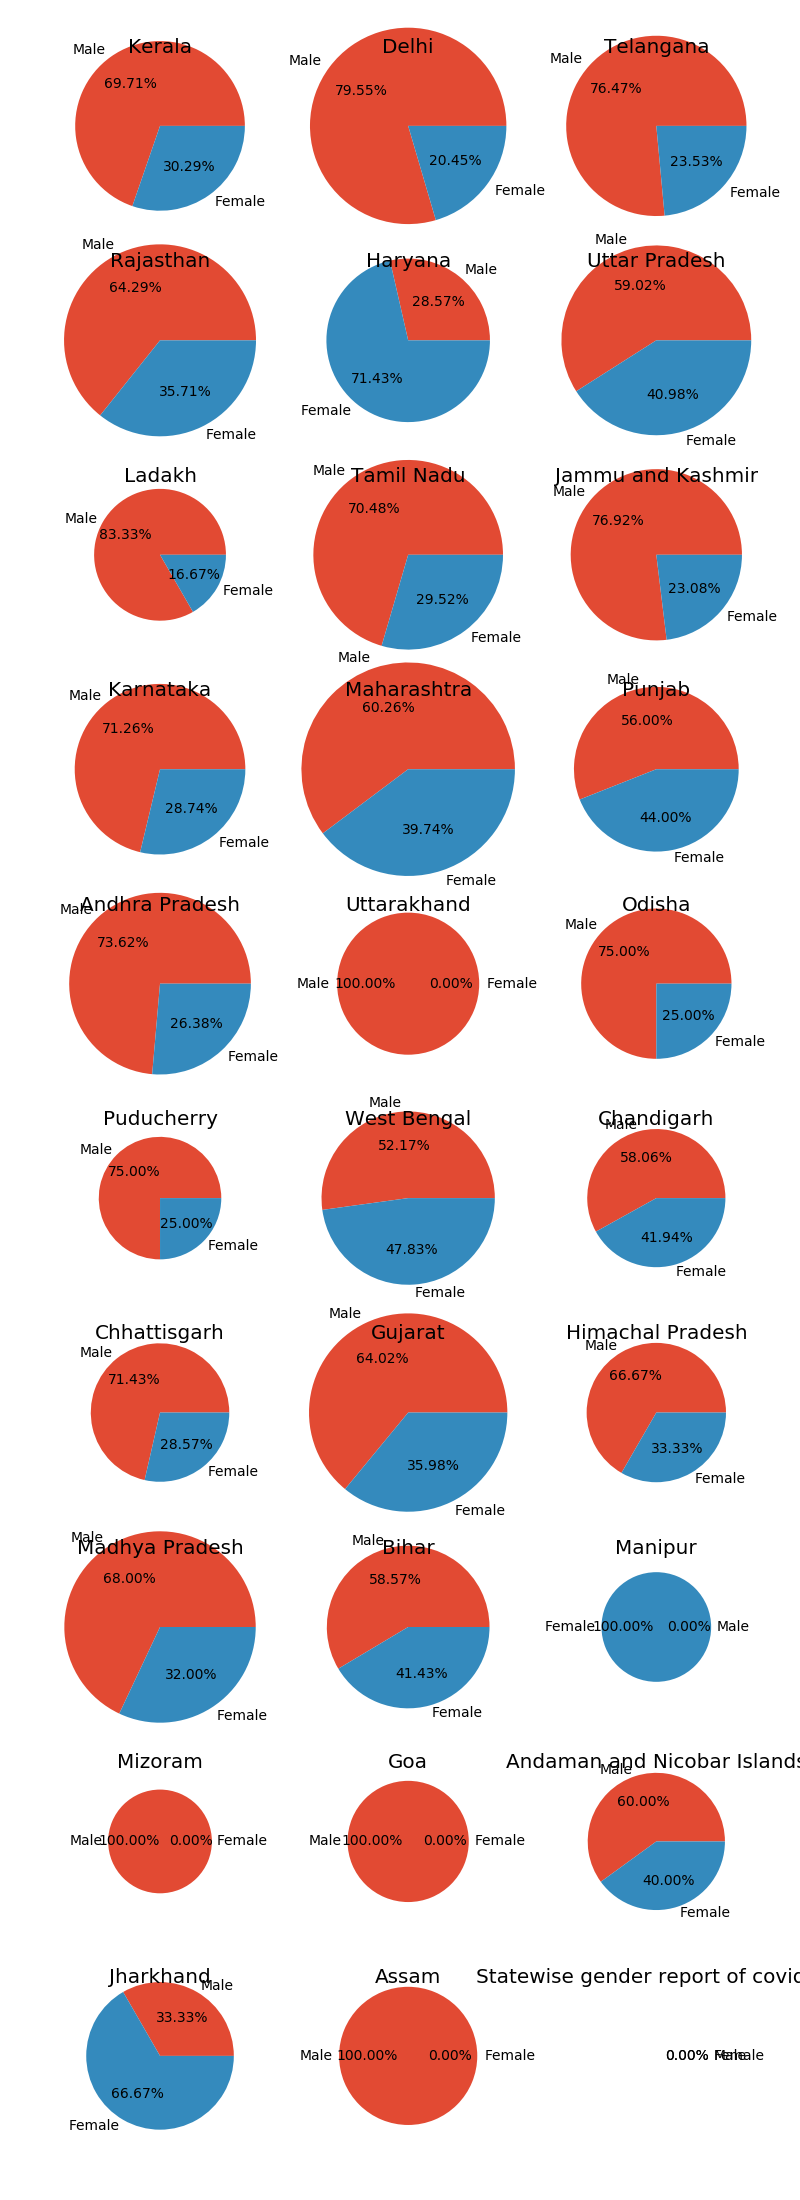 Kerala
Male
69.71%
30.29%
Female
Delhi
Male
79.55%
20.45%
Female
Telangana
Male
76.47%
23.53%
Female
Rajasthan
Male
64.29%
35.71%
Female
Haryana
Male
28.57%
71.43%
Female
Uttar Pradesh
Male
59.02%
40.98%
Female
Ladakh
Male
83.33%
16.67%
Female
Tamil Nadu
Male
70.48%
29.52%
Female
Jammu and Kashmir
Male
76.92%
23.08%
Female
Karnataka
Male
71.26%
28.74%
Female
Maharashtra
Male
60.26%
39.74%
Female
Punjab
Male
56.00%
44.00%
Female
Andhra Pradesh
Male
73.62%
26.38%
Female
Uttarakhand
Male
100.00%
0.00%
Female
Odisha
Male
75.00%
25.00%
Female
Puducherry
Male
75.00%
25.00%
Female
West Bengal
Male
52.17%
47.83%
Female
Chandigarh
Male
58.06%
41.94%
Female
Chhattisgarh
Male
71.43%
28.57%
Female
Gujarat
Male
64.02%
35.98%
Female
Himachal Pradesh
Male
66.67%
33.33%
Female
Madhya Pradesh
Male
68.00%
32.00%
Female
Bihar
Male
58.57%
41.43%
Female
Manipur
Female
100.00%
0.00%
Male
Mizoram
Male
100.00%
0.00%
Female
Goa
Male
100.00%
0.00%
Female
Andaman and Nicobar Islands
Male
60.00%
40.00%
Female
Jharkhand
Male
33.33%
66.67%
Female
Assam
Male
100.00%
0.00%
Female
Statewise gender report of covid
0.00%
Male
Female